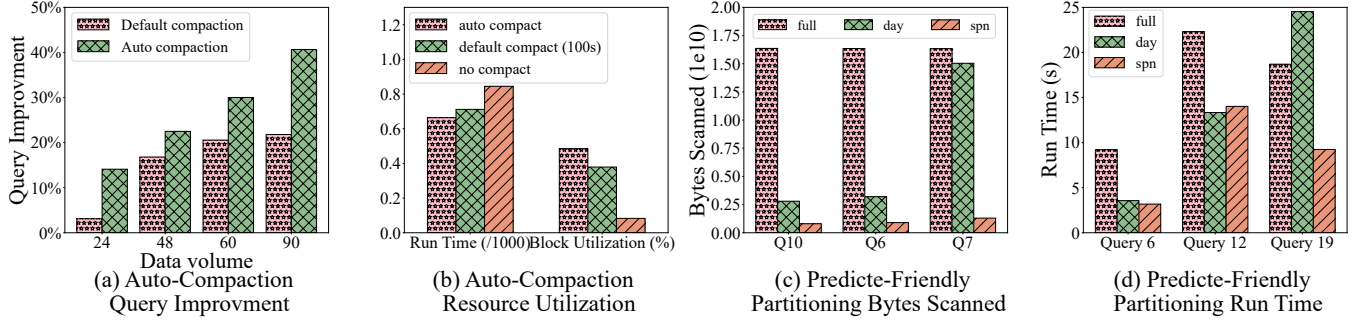 50%
40%
30%
20%
10%
0%
Query Improvment
Default compaction
Auto compaction
24 48 60 90
Data volume
(a) Auto-Compaction
Query Improvment
1.2
1.0
0.8
0.6
0.4
0.2
0.0
auto compact
default compact (100s)
no compact
Run Time (/1000) Block Utilization (%)
(b) Auto-Compaction
Resource Utilization
2.00
1.75
1.50
1.25
1.00
0.75
0.50
0.25
0.00
Bytes Scanned (1e10)
full day spn
Q10 Q6 Q7
(c) Predicte-Friendly
Partitioning Bytes Scanned
25
20
15
10
5
0
Run Time (s)
full
day
spn
Query 6 Query 12 Query 19
(d) Predicte-Friendly
Partitioning Run Time